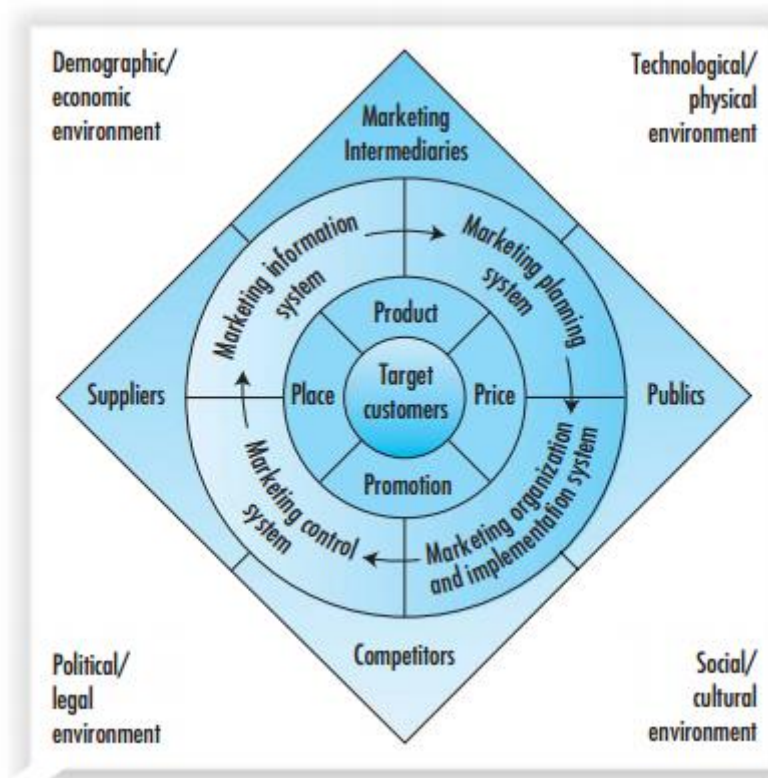 Demographic/
economic
environment
Technological/
physical
environment
Marketing
Intermediaries
Marketing information
system
Marketing planning
system
Product
Suppliers
Place
Target
customers
Price
Publics
Promotion
Marketing control
system
Marketing organization
and implementation system
Competitors
Political/
legal
environment
Social/
cultural
environment